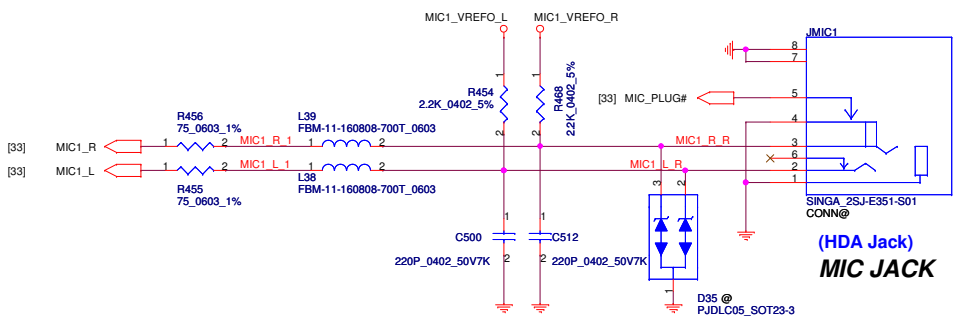 MIC1_VREFO_L MIC1_VREFO_R
JMIC1
8
7
1 1
R454
2.2K_0402_5%
R468
2.2K_0402_5%
2 2
[33] MIC_PLUG# 5
R456
75_0603_1%
L39
FBM-11-160808-700T_0603
4
[33] MIC1_R 1 2 MIC1_R_1 1 2 MIC1_R_R 3
6
[33] MIC1_L 1 2 MIC1_L_1 1 2 MIC1_L_R 2
R455
75_0603_1%
L38
FBM-11-160808-700T_0603
3 2
1
SINGA_2SJ-E351-S01
CONN@
1 1
C500 C512
2 2
220P_0402_50V7K 220P_0402_50V7K
1
D35 @
PJDLC05_SOT23-3
(HDA Jack)
MIC JACK